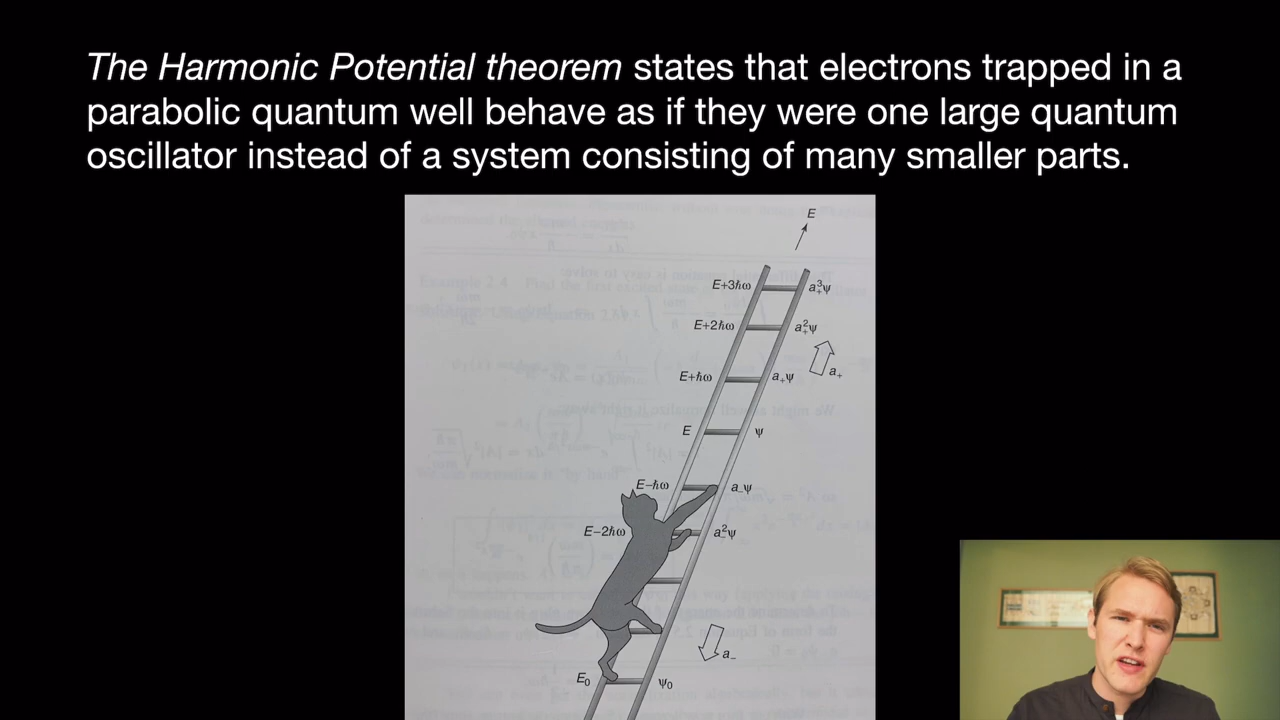 The Harmonic Potential theorem states that electrons trapped in a
parabolic quantum well behave as if they were one large quantum
oscillator instead of a system consisting of many smaller parts.
E
E+3ħω a₊³ψ
E+2ħω a₊²ψ
a₊
E+ħω a₊ψ
E ψ
E−ħω a₋ψ
E−2ħω a₋²ψ
a₋
E₀ ψ₀